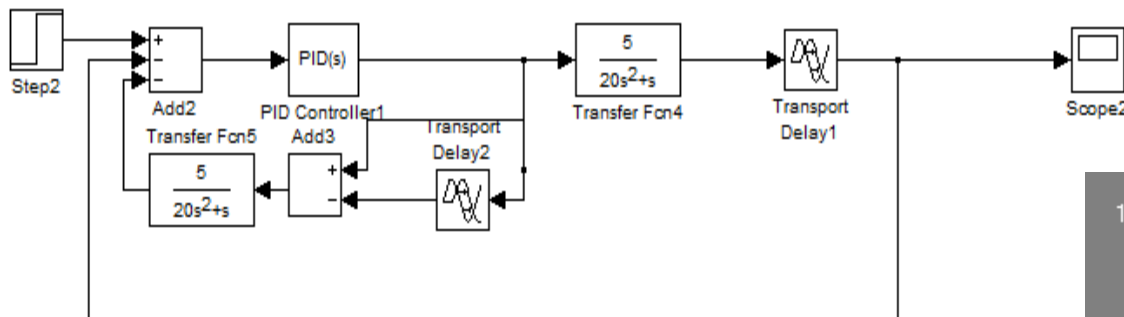 +
−
−
Step2
Add2
PID(s)
PID Controller1
5
20s²+s
Transfer Fcn4
Transport
Delay1
Scope2
Transfer Fcn5
5
20s²+s
Add3
+
−
Transport
Delay2
1